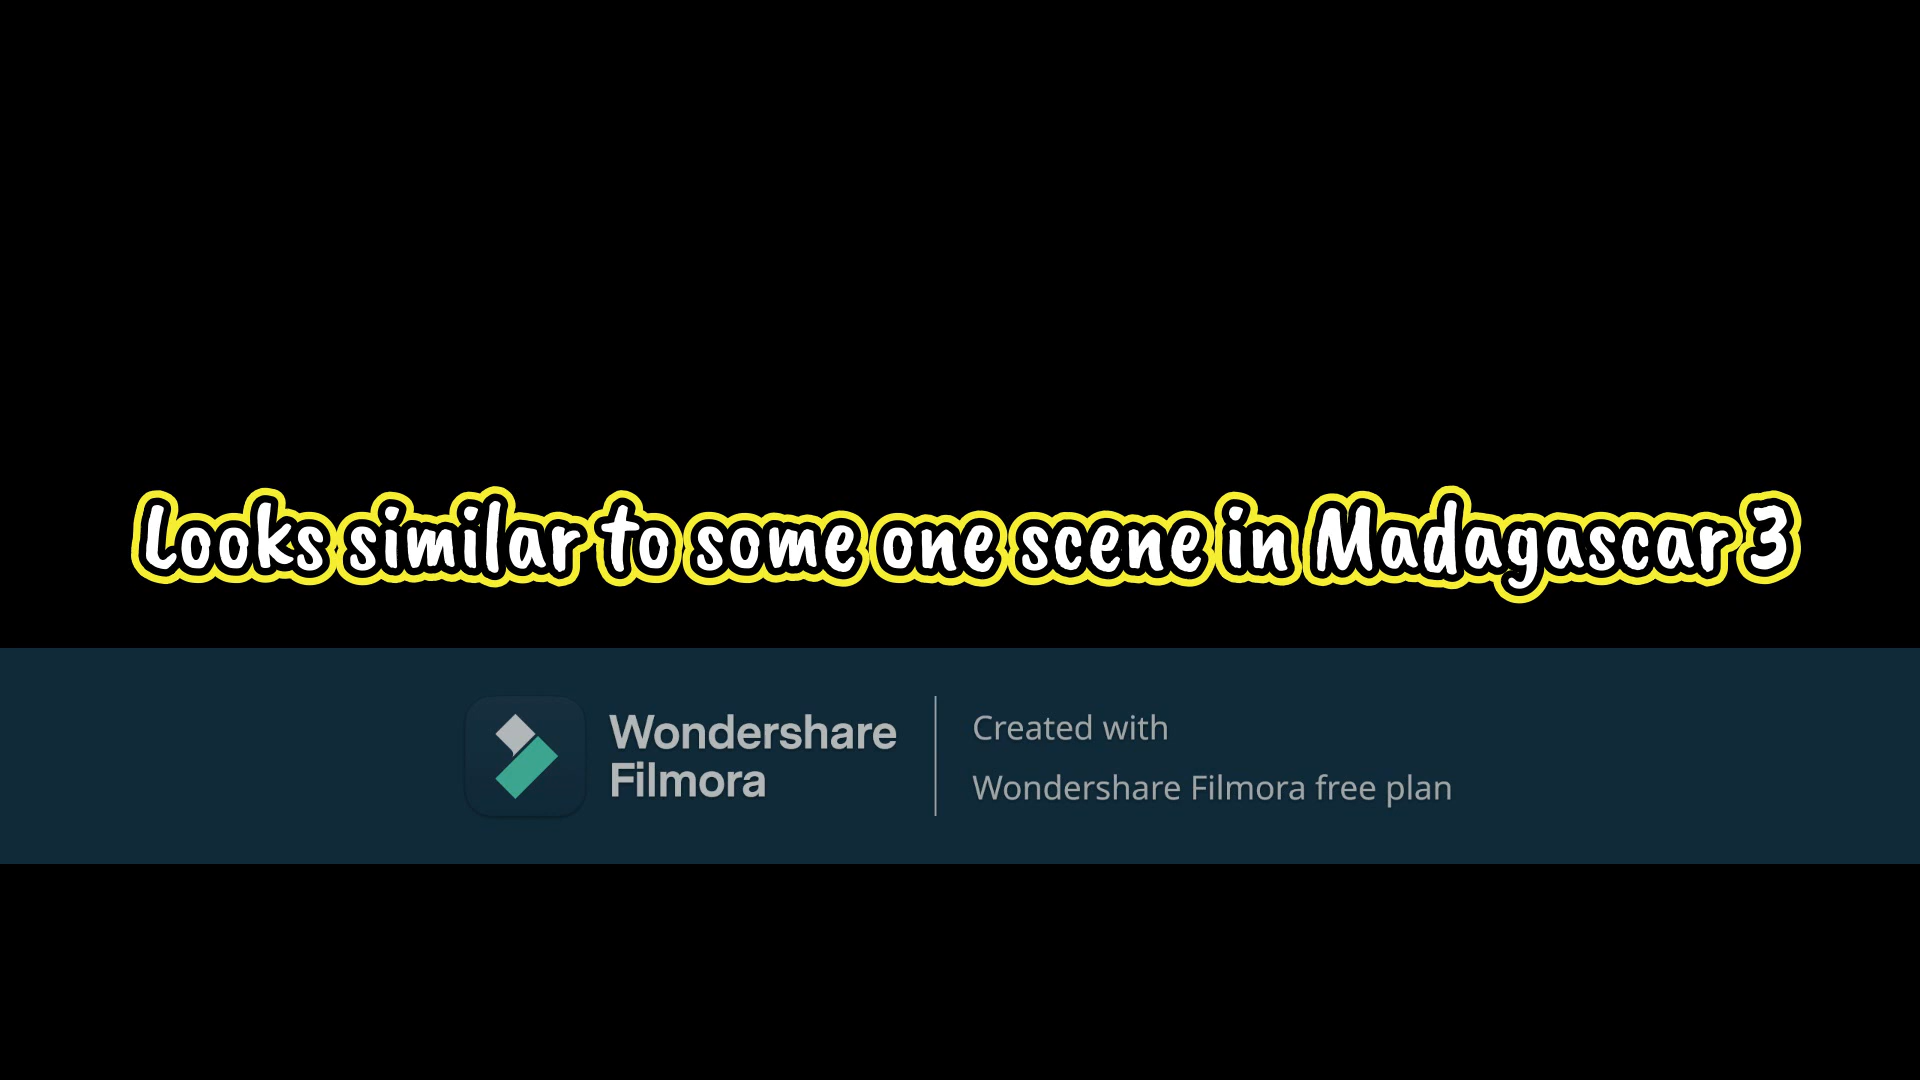 Looks similar to some one scene in Madagascar 3
Wondershare
Filmora
Created with
Wondershare Filmora free plan